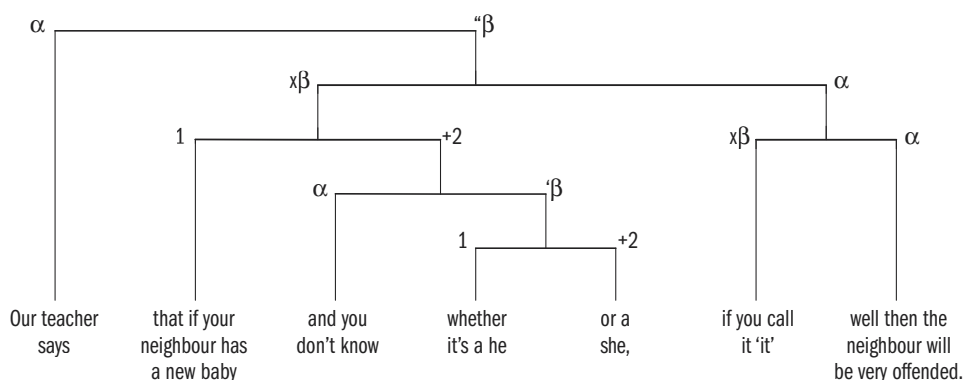 α “β
xβ α
1 +2 xβ α
α ‘β
1 +2
Our teacher that if your and you whether or a if you call well then the
says neighbour has don’t know it’s a he she, it ‘it’ neighbour will
a new baby be very offended.